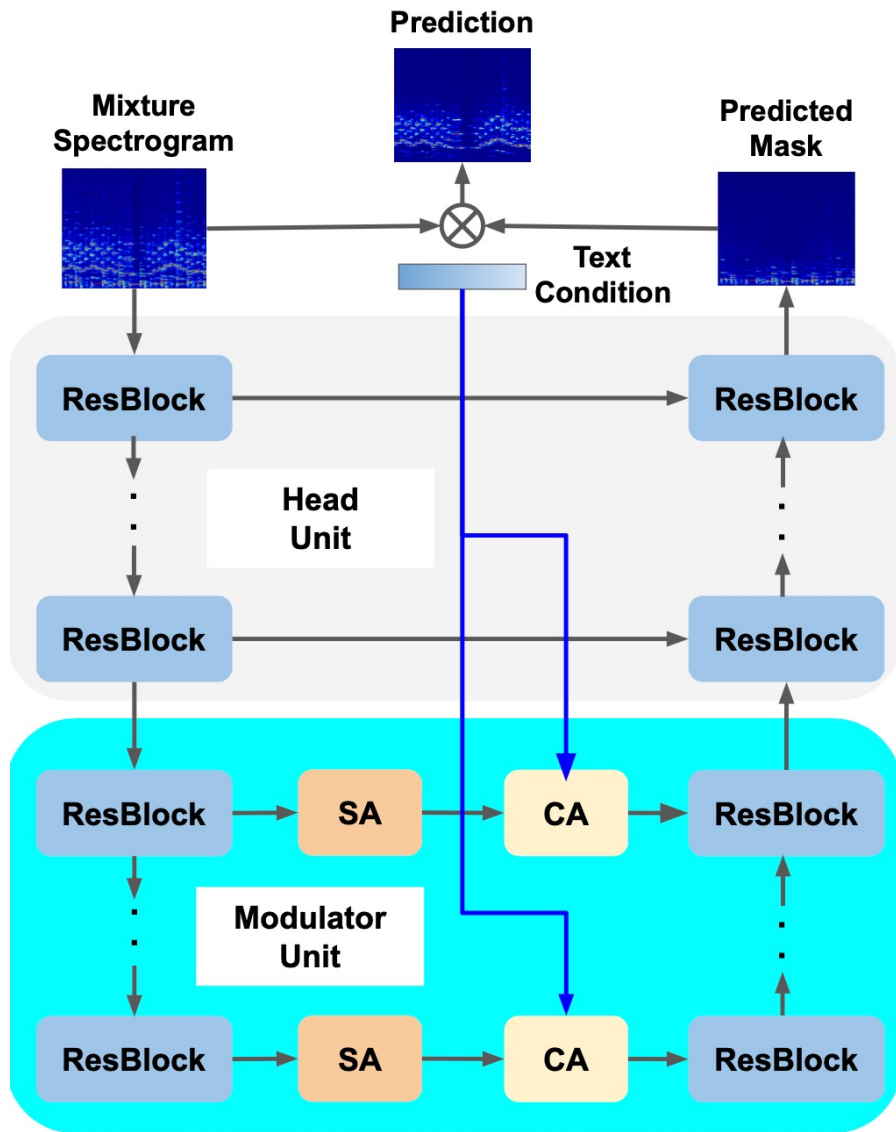 Prediction
Mixture
Spectrogram
Predicted
Mask
Text
Condition
ResBlock
ResBlock
Head
Unit
ResBlock
ResBlock
ResBlock
SA
CA
ResBlock
Modulator
Unit
ResBlock
SA
CA
ResBlock